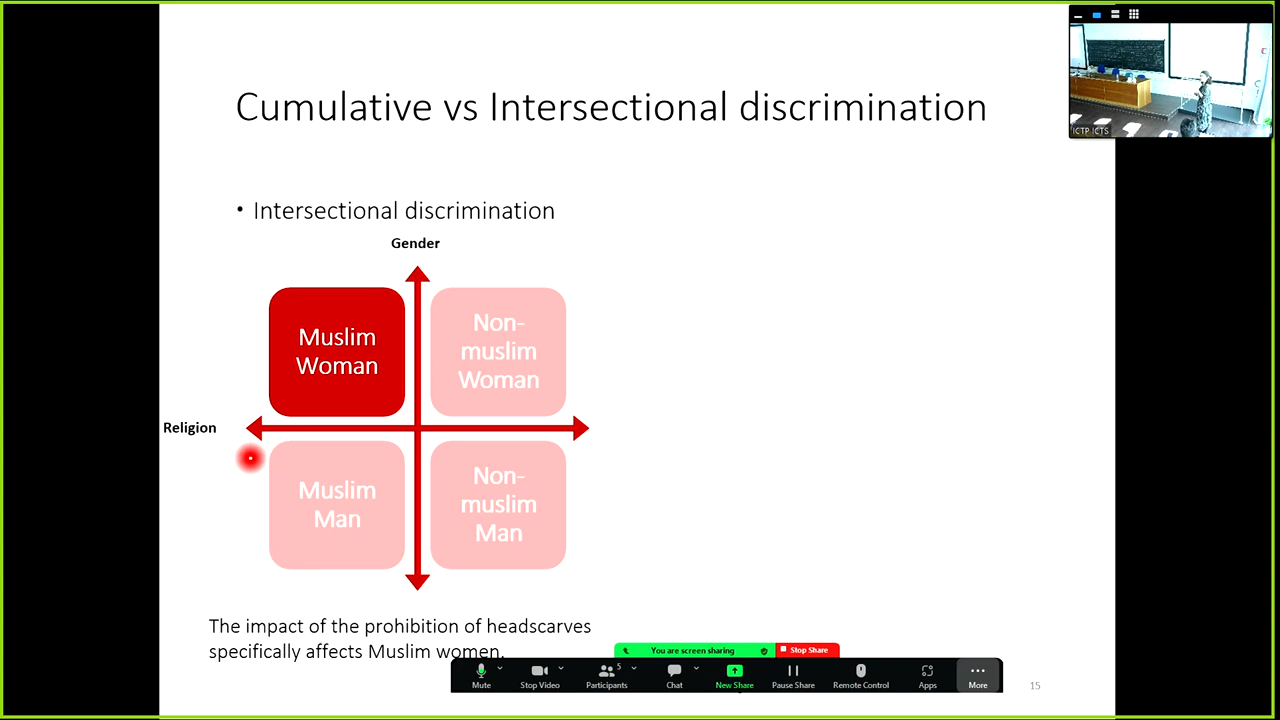 Cumulative vs Intersectional discrimination
• Intersectional discrimination
Gender
Muslim
Woman
Non-
muslim
Woman
Religion
Muslim
Man
Non-
muslim
Man
The impact of the prohibition of headscarves
specifically affects Muslim women.
15
ICTP ICTS
You are screen sharing
Stop Share
Mute
Stop Video
Participants
5
Chat
New Share
Pause Share
Remote Control
Apps
More